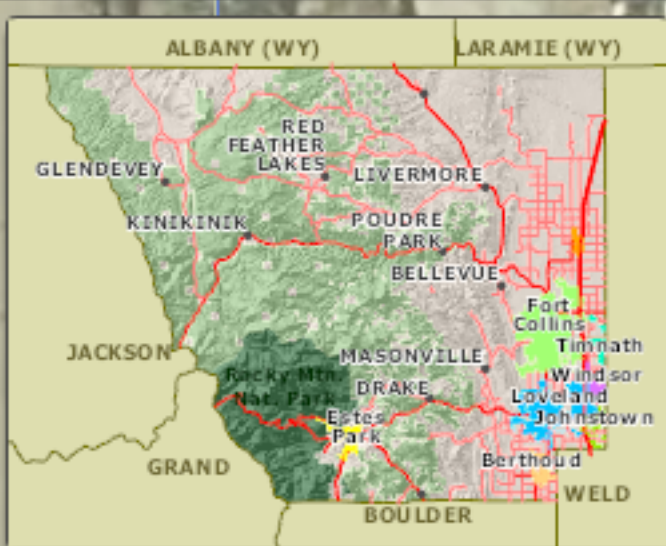 ALBANY (WY)
LARAMIE (WY)
RED
FEATHER
LAKES
GLENDEVEY
LIVERMORE
KINIKINIK
POUDRE
PARK
BELLEVUE
Fort
Collins
Timnath
JACKSON
MASONVILLE
Windsor
Rocky Mtn.
Nat. Park
DRAKE
Loveland
Johnstown
Estes
Park
Berthoud
GRAND
WELD
BOULDER